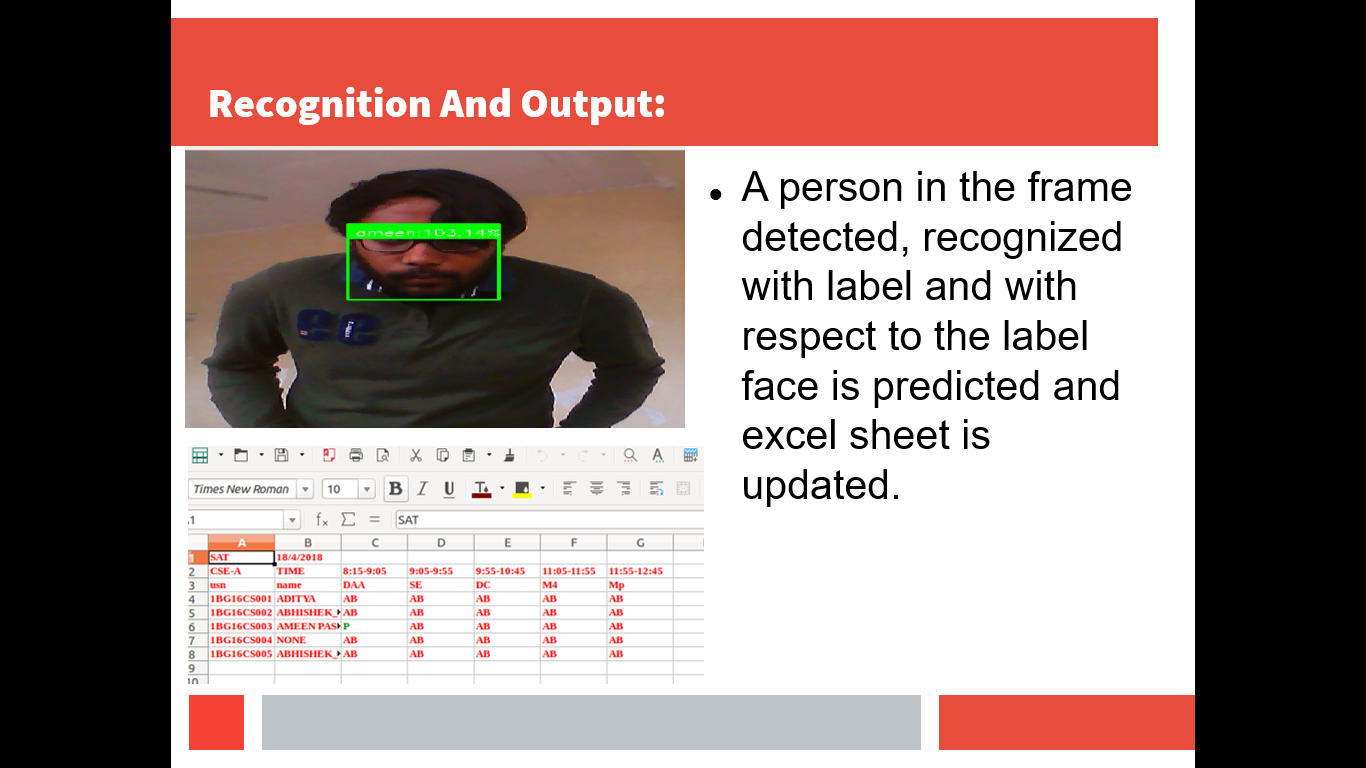 Recognition And Output:
ameen:103.14%
A person in the frame
detected, recognized
with label and with
respect to the label
face is predicted and
excel sheet is
updated.
Times New Roman 10 B I U
SAT
A B C D E F G
1 SAT 18/4/2018
2 CSE-A TIME 8:15-9:05 9:05-9:55 9:55-10:45 11:05-11:55 11:55-12:45
3 usn name DAA SE DC M4 Mp
4 1BG16CS001 ADITYA AB AB AB AB AB
5 1BG16CS002 ABHISHEK_ AB AB AB AB AB
6 1BG16CS003 AMEEN PAS P AB AB AB AB
7 1BG16CS004 NONE AB AB AB AB AB
8 1BG16CS005 ABHISHEK_ AB AB AB AB AB
9
10